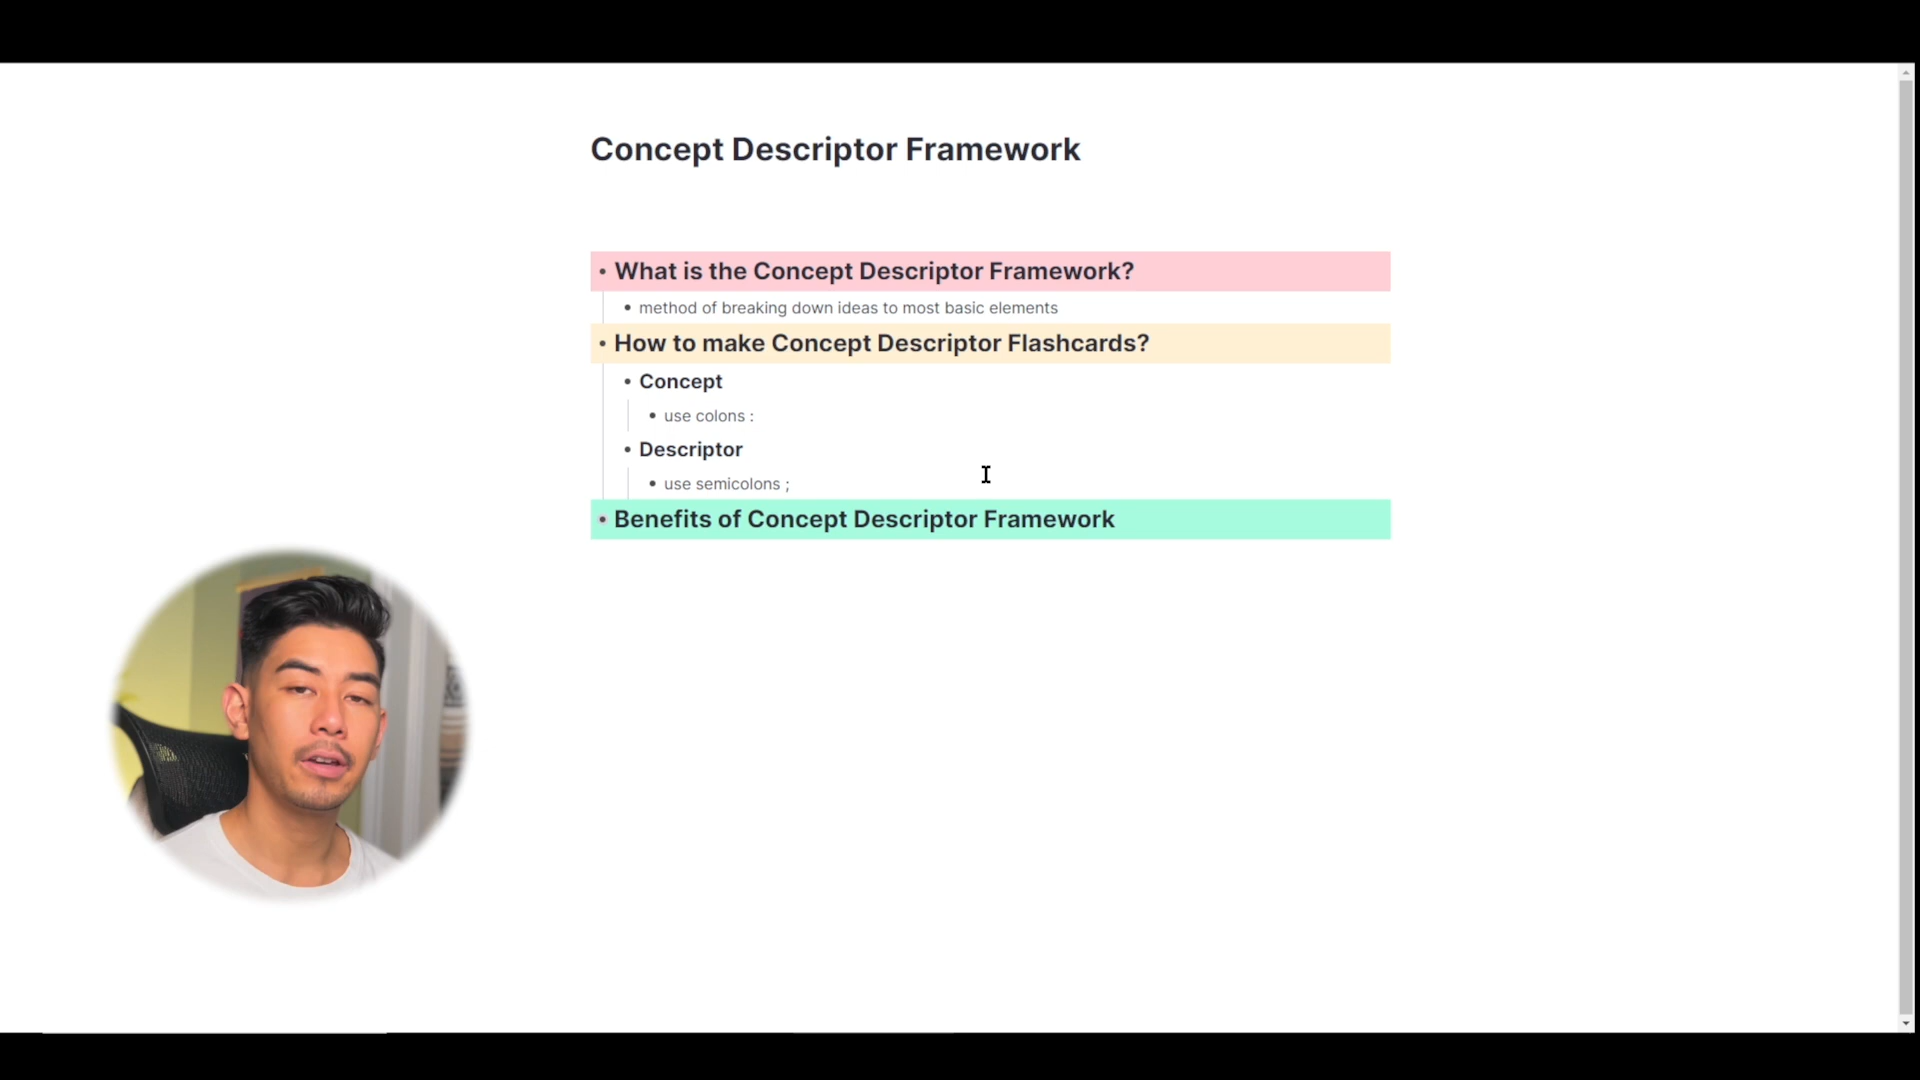 Concept Descriptor Framework
• What is the Concept Descriptor Framework?
• method of breaking down ideas to most basic elements
• How to make Concept Descriptor Flashcards?
• Concept
• use colons :
• Descriptor
• use semicolons ;
• Benefits of Concept Descriptor Framework